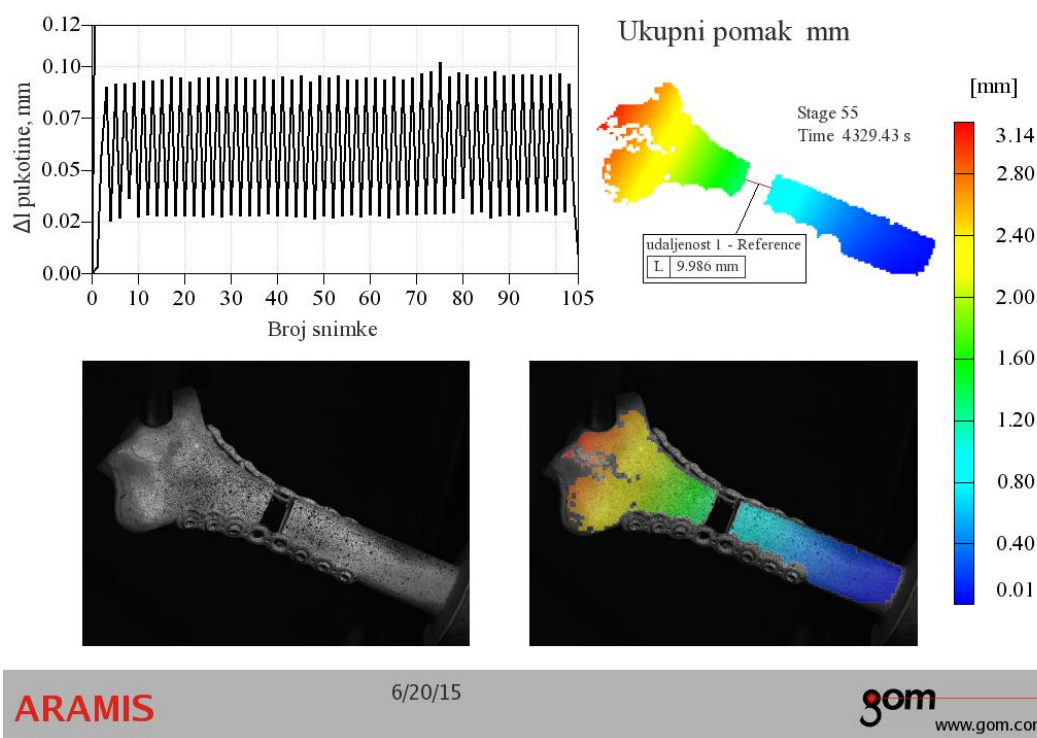 0.12
0.10
0.07
0.05
0.02
0.00
Δl pukotine, mm
0 10 20 30 40 50 60 70 80 90 105
Broj snimke
Ukupni pomak mm
Stage 55
Time 4329.43 s
udaljenost 1 - Reference
L 9.986 mm
[mm]
3.14
2.80
2.40
2.00
1.60
1.20
0.80
0.40
0.01
ARAMIS
6/20/15
gom
www.gom.com